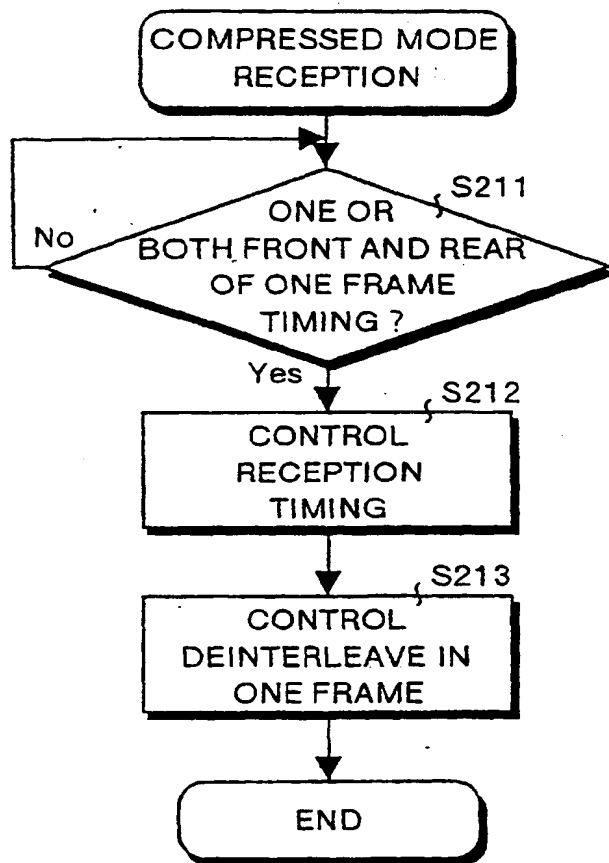 COMPRESSED MODE
RECEPTION
S211
ONE OR
No
BOTH FRONT AND REAR
OF ONE FRAME
TIMING ?
Yes
S212
CONTROL
RECEPTION
TIMING
S213
CONTROL
DEINTERLEAVE IN
ONE FRAME
END